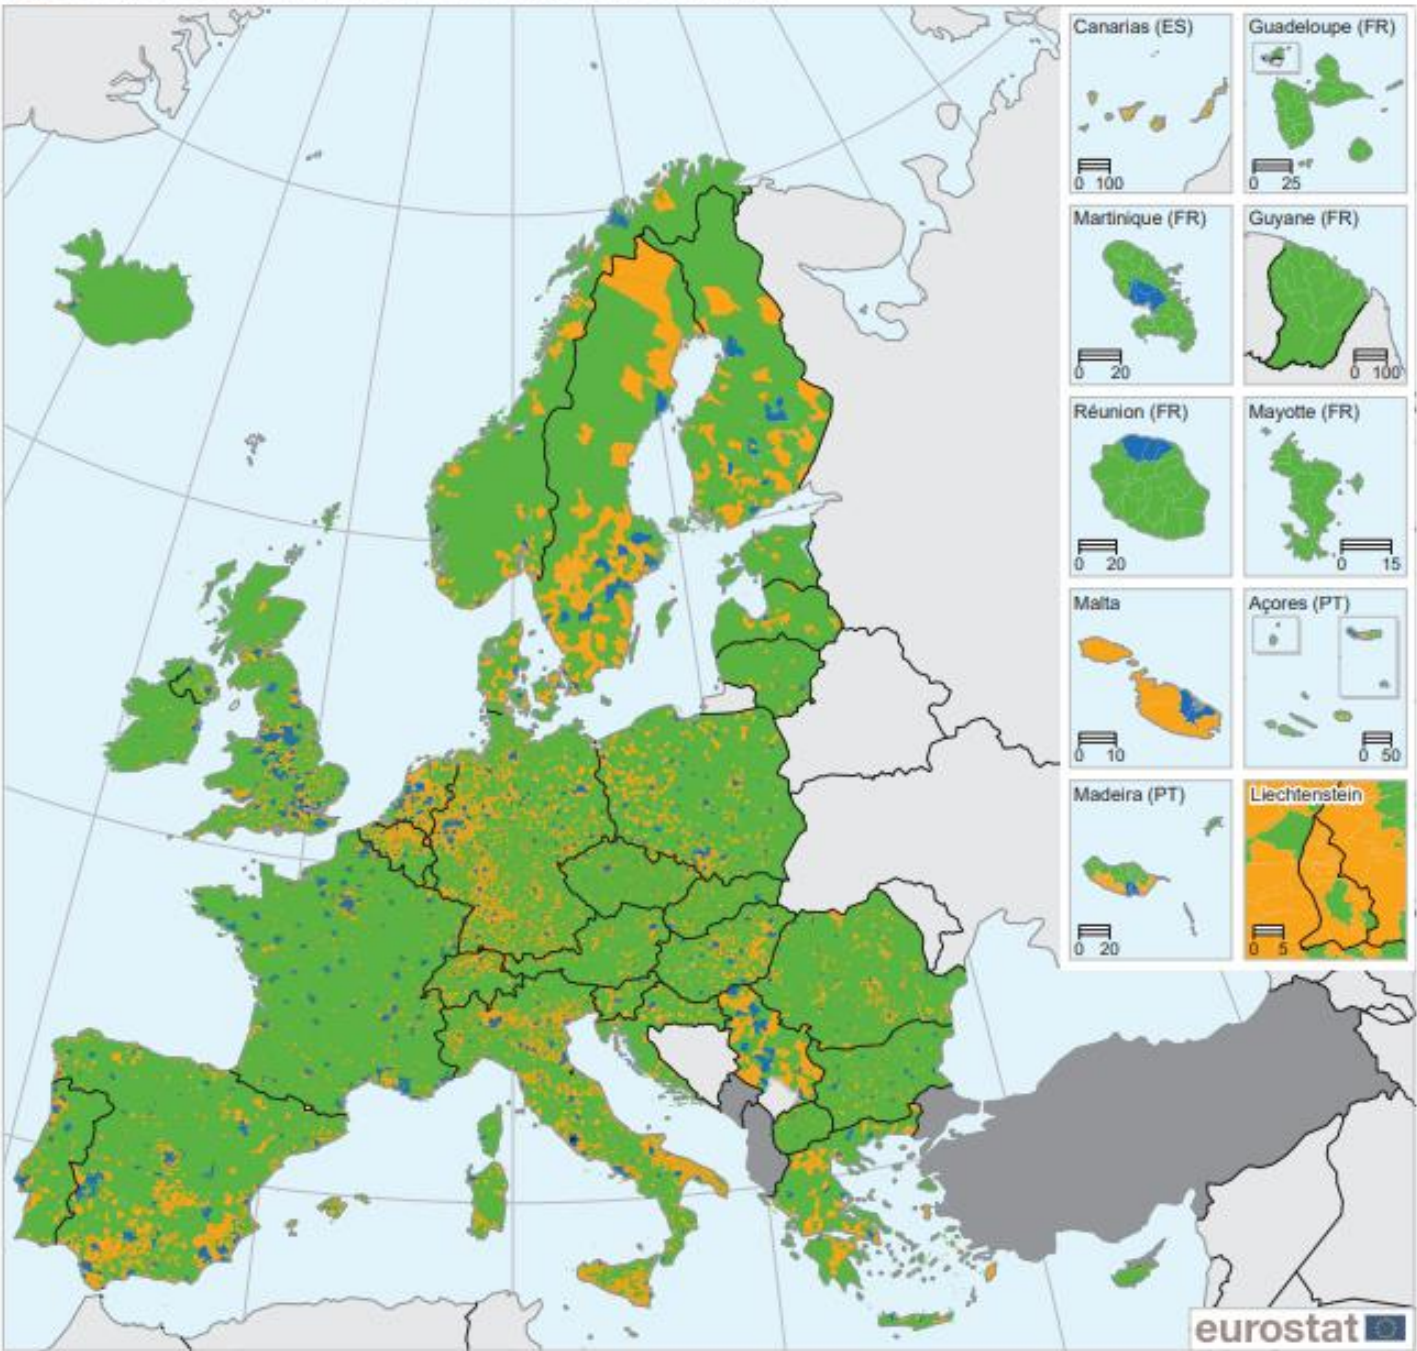 Canarias (ES)
0 100
Guadeloupe (FR)
0 25
Martinique (FR)
0 20
Guyane (FR)
0 100
Réunion (FR)
0 20
Mayotte (FR)
0 15
Malta
0 10
Açores (PT)
0 50
Madeira (PT)
0 20
Liechtenstein
0 5
eurostat